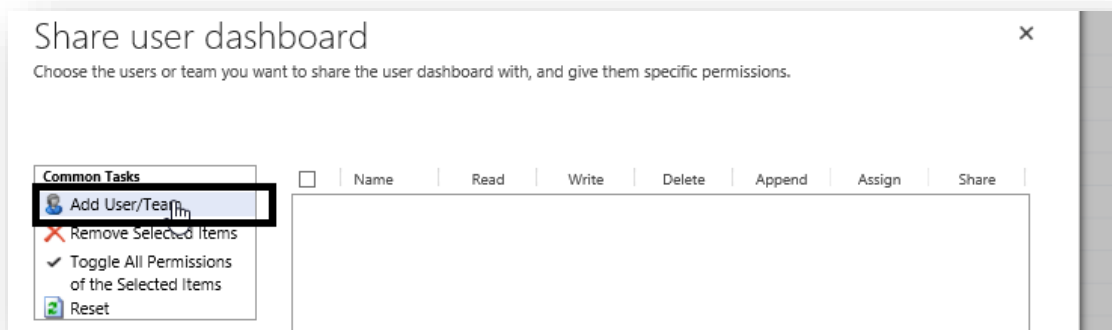 Share user dashboard
Choose the users or team you want to share the user dashboard with, and give them specific permissions.
Common Tasks
Add User/Team
Remove Selected Items
Toggle All Permissions
of the Selected Items
Reset
Name Read Write Delete Append Assign Share